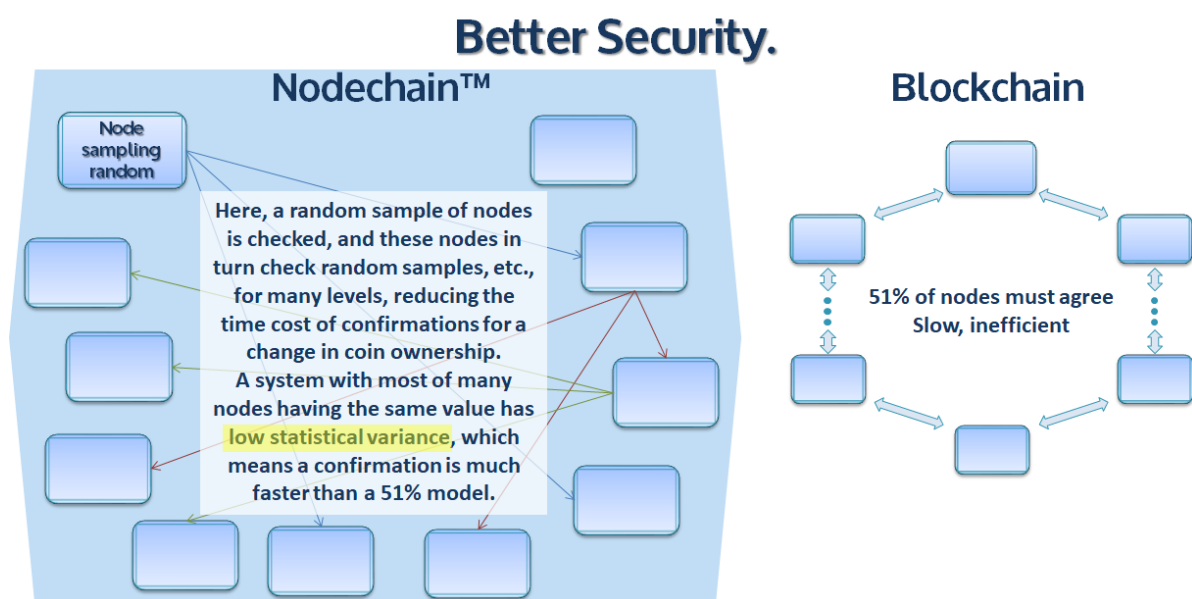 Better Security.
Nodechain™
Node
sampling
random
Here, a random sample of nodes
is checked, and these nodes in
turn check random samples, etc.,
for many levels, reducing the
time cost of confirmations for a
change in coin ownership.
A system with most of many
nodes having the same value has
low statistical variance, which
means a confirmation is much
faster than a 51% model.
Blockchain
51% of nodes must agree
Slow, inefficient